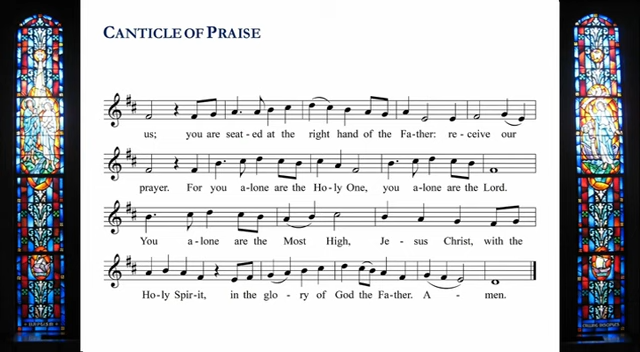 CANTICLE OF PRAISE
us; you are seat - ed at the right hand of the Fa - ther: re - ceive our
prayer. For you a - lone are the Ho - ly One, you a - lone are the Lord.
You a - lone are the Most High, Je - sus Christ, with the
Ho - ly Spir - it, in the glo - ry of God the Fa - ther. A - men.